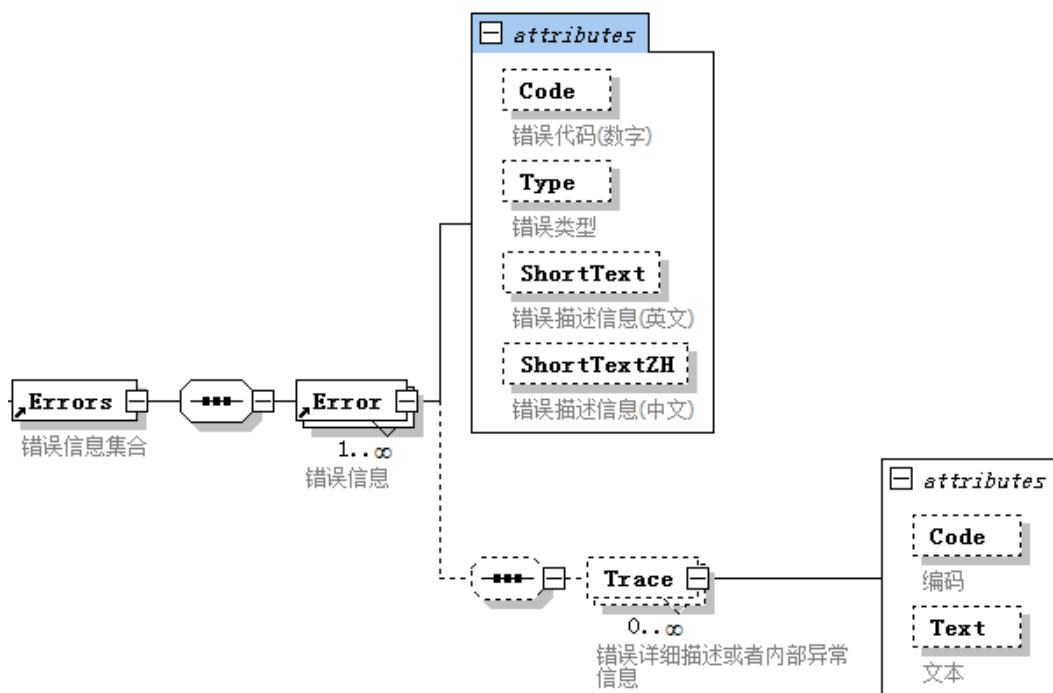 attributes
Code
错误代码(数字)
Type
错误类型
ShortText
错误描述信息(英文)
ShortTextZH
错误描述信息(中文)
Errors
错误信息集合
Error
1..∞
错误信息
Trace
0..∞
错误详细描述或者内部异常
信息
attributes
Code
编码
Text
文本